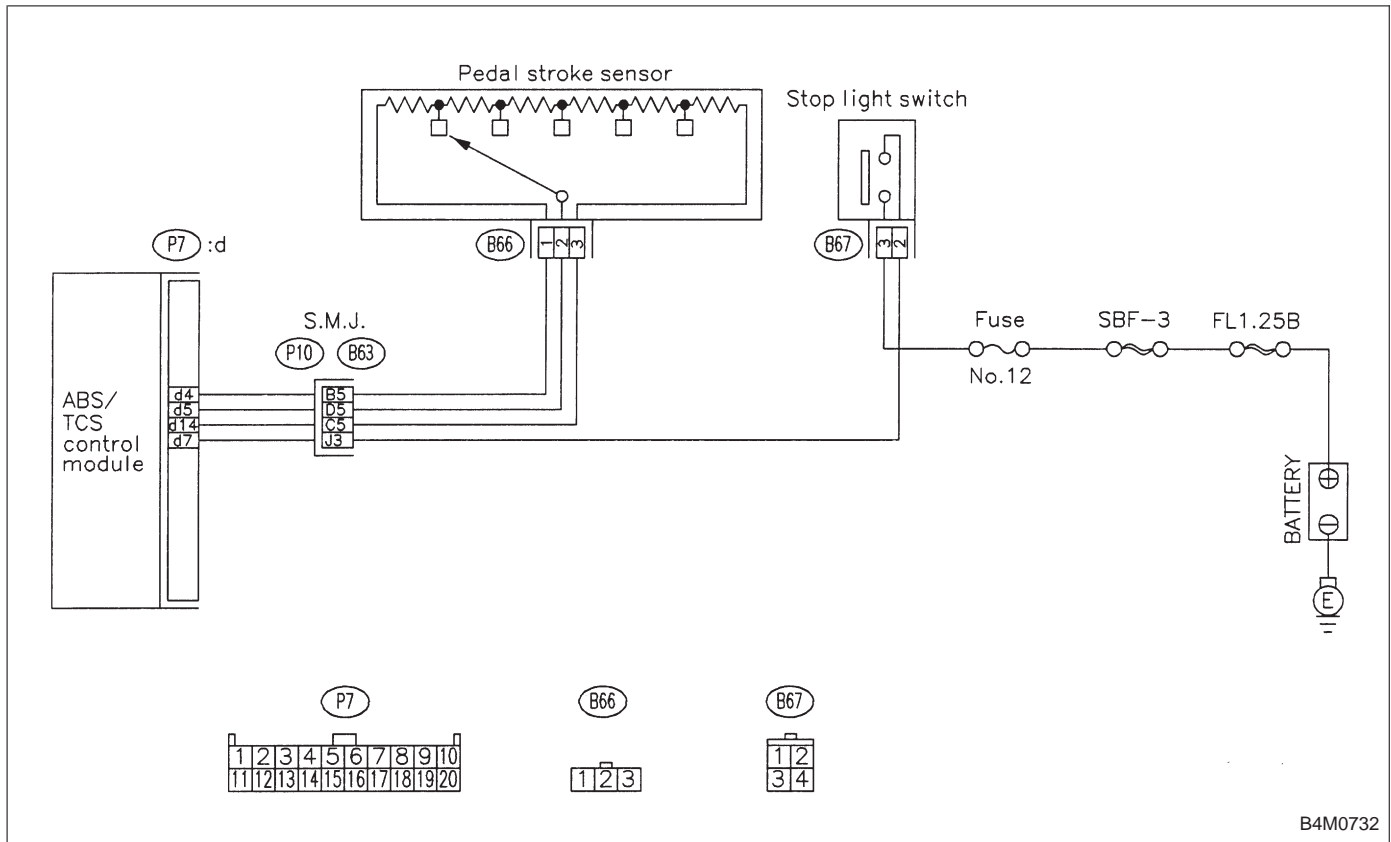 Pedal stroke sensor
Stop light switch
P7 :d
B66
1 2 3
B67
3 2
S.M.J.
P10 B63
Fuse
No.12
SBF-3
FL1.25B
ABS/
TCS
control
module
d4
d5
d14
d7
B5
D5
C5
J3
BATTERY
E
P7
1 2 3 4 5 6 7 8 9 10
11 12 13 14 15 16 17 18 19 20
B66
1 2 3
B67
1 2
3 4
B4M0732